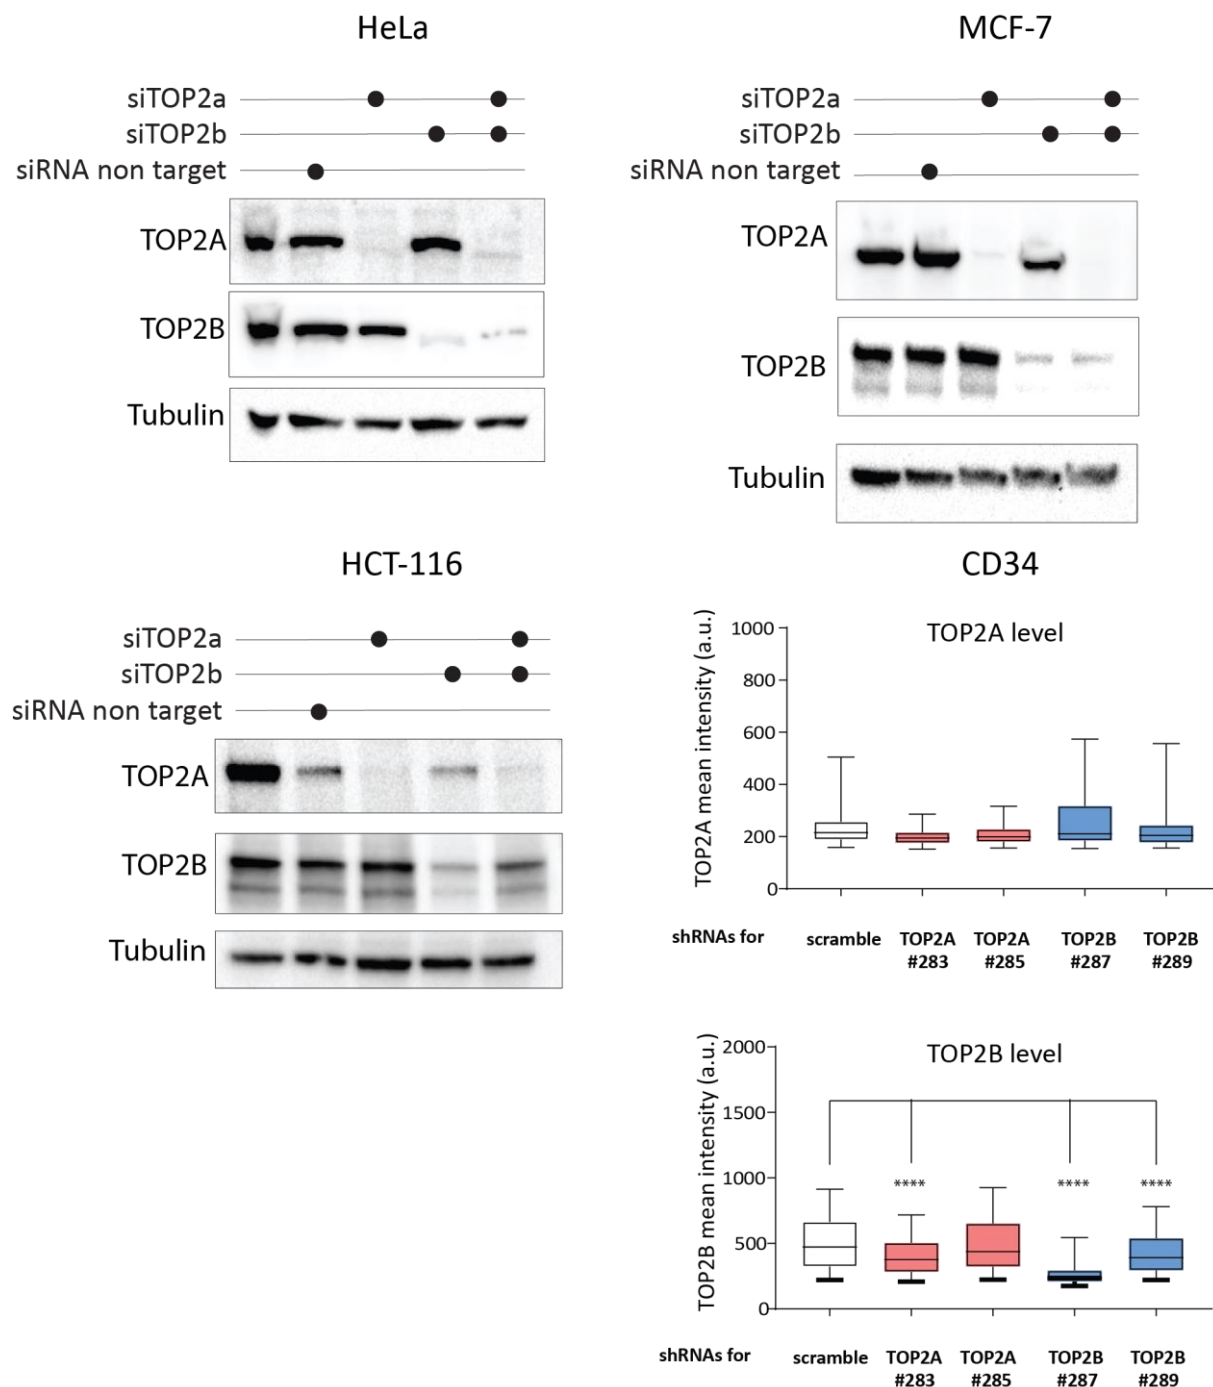 HeLa
siTOP2a
siTOP2b
siRNA non target
TOP2A
TOP2B
Tubulin
MCF-7
siTOP2a
siTOP2b
siRNA non target
TOP2A
TOP2B
Tubulin
HCT-116
siTOP2a
siTOP2b
siRNA non target
TOP2A
TOP2B
Tubulin
CD34
TOP2A level
TOP2A mean intensity (a.u.)
1000
800
600
400
200
0
shRNAs for scramble TOP2A TOP2A TOP2B TOP2B
#283 #285 #287 #289
TOP2B level
TOP2B mean intensity (a.u.)
2000
1500
1000
500
0
**** **** ****
shRNAs for scramble TOP2A TOP2A TOP2B TOP2B
#283 #285 #287 #289